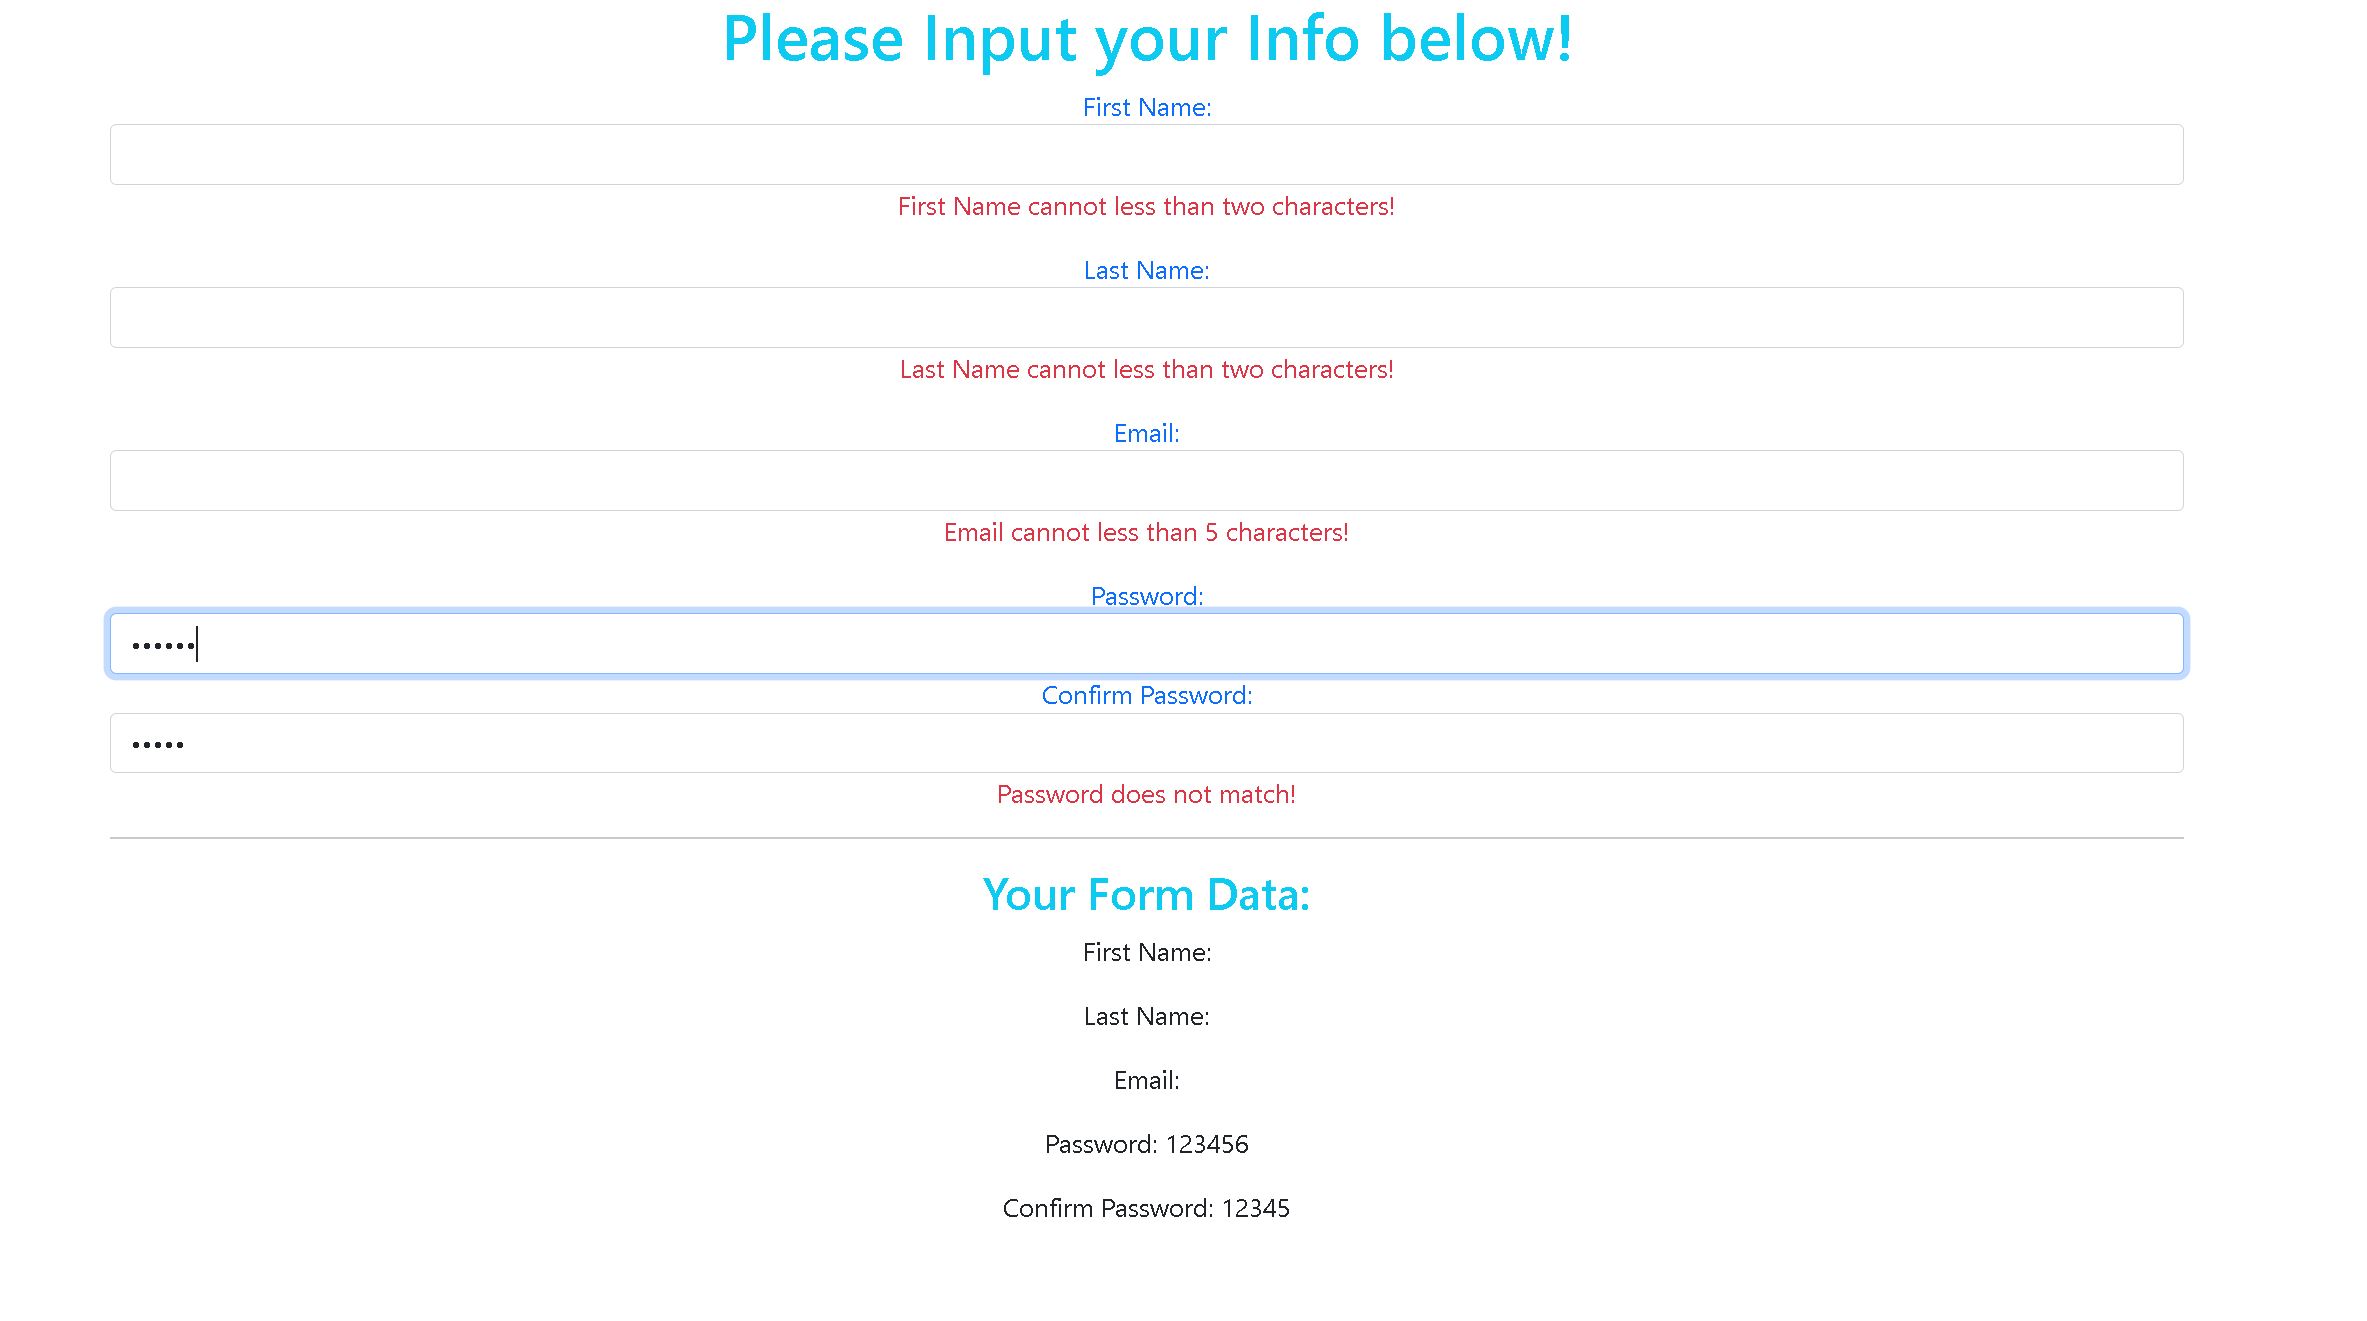 Please Input your Info below!
First Name:
First Name cannot less than two characters!
Last Name:
Last Name cannot less than two characters!
Email:
Email cannot less than 5 characters!
Password:
••••••
Confirm Password:
•••••
Password does not match!
Your Form Data:
First Name:
Last Name:
Email:
Password: 123456
Confirm Password: 12345